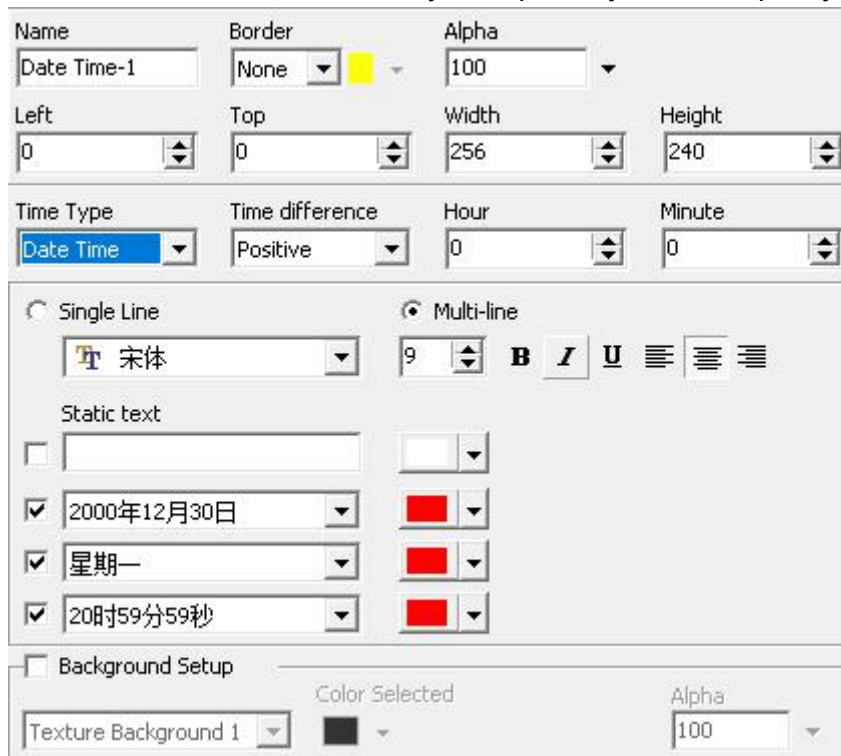 Name Border Alpha
Date Time-1 None 100
Left Top Width Height
0 0 256 240
Time Type Time difference Hour Minute
Date Time Positive 0 0
Single Line Multi-line
宋体 9 B I U
Static text
2000年12月30日
星期一
20时59分59秒
Background Setup
Color Selected Alpha
Texture Background 1 100